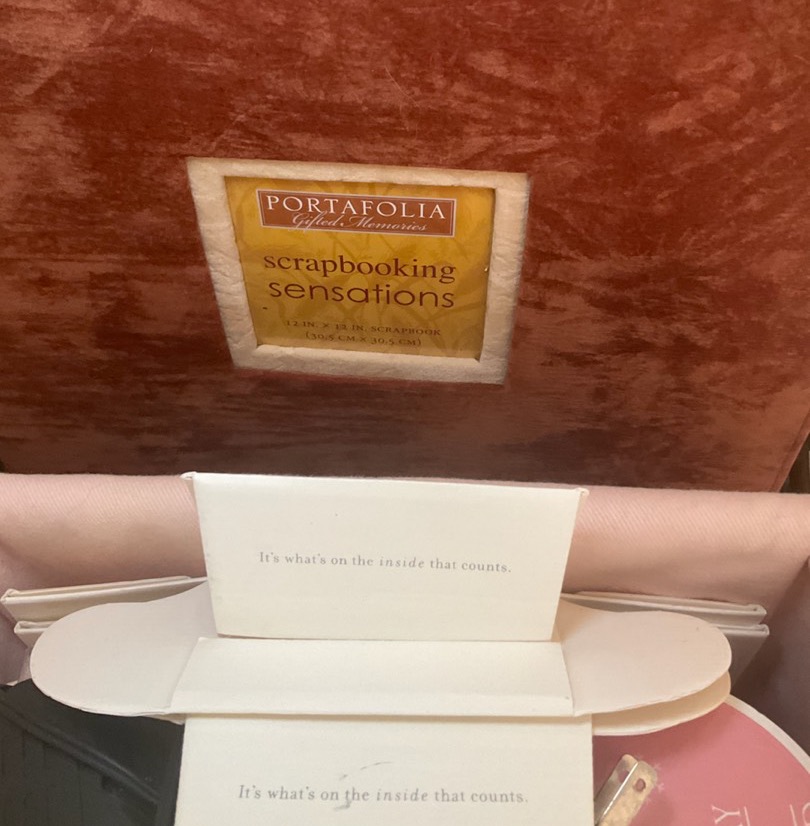 PORTAFOLIA
Gifted Memories
scrapbooking
sensations
12 IN. × 12 IN. SCRAPBOOK
(30.5 CM × 30.5 CM)
It's what's on the inside that counts.
It's what's on the inside that counts.